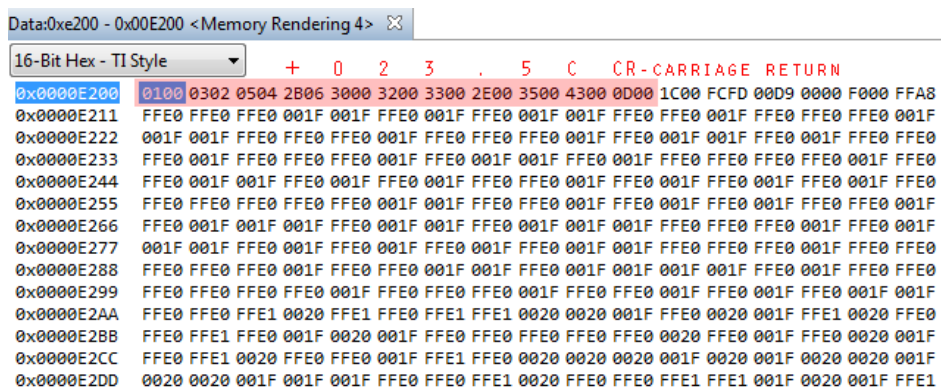 Data:0xe200 - 0x00E200 <Memory Rendering 4>
16-Bit Hex - TI Style + 0 2 3 . 5 C CR-CARRIAGE RETURN
0x0000E200 0100 0302 0504 2B06 3000 3200 3300 2E00 3500 4300 0D00 1C00 FCFD 00D9 0000 F000 FFA8
0x0000E211 FFE0 FFE0 FFE0 001F 001F FFE0 001F FFE0 001F 001F FFE0 FFE0 001F FFE0 FFE0 FFE0 001F
0x0000E222 001F 001F FFE0 FFE0 FFE0 001F FFE0 FFE0 FFE0 001F FFE0 FFE0 FFE0 001F FFE0 FFE0 FFE0
0x0000E233 FFE0 001F 001F FFE0 FFE0 001F FFE0 001F 001F FFE0 001F FFE0 FFE0 FFE0 001F FFE0 FFE0
0x0000E244 FFE0 001F 001F FFE0 001F FFE0 001F FFE0 FFE0 001F FFE0 001F FFE0 FFE0 001F 001F FFE0
0x0000E255 FFE0 FFE0 FFE0 FFE0 FFE0 001F FFE0 FFE0 FFE0 001F FFE0 FFE0 001F FFE0 FFE0 001F 001F
0x0000E266 FFE0 001F 001F 001F FFE0 001F 001F FFE0 001F 001F FFE0 FFE0 001F FFE0 001F FFE0 001F
0x0000E277 001F 001F FFE0 001F FFE0 001F FFE0 001F FFE0 001F FFE0 FFE0 FFE0 FFE0 001F FFE0 001F
0x0000E288 FFE0 FFE0 FFE0 001F FFE0 FFE0 001F 001F FFE0 001F 001F 001F 001F FFE0 FFE0 001F 001F
0x0000E299 FFE0 FFE0 FFE0 FFE0 001F FFE0 FFE0 FFE0 001F FFE0 FFE0 001F FFE0 FFE0 001F 001F 001F
0x0000E2AA FFE0 FFE0 FFE1 0020 FFE1 FFE0 FFE1 FFE1 0020 0020 001F FFE0 0020 001F FFE1 0020 FFE0
0x0000E2BB FFE0 FFE1 FFE0 001F 0020 001F FFE0 FFE0 FFE0 FFE0 FFE0 0020 FFE0 001F FFE0 0020 001F
0x0000E2CC FFE0 FFE1 0020 FFE0 FFE0 001F FFE1 FFE0 0020 0020 0020 001F 0020 001F 0020 0020 001F
0x0000E2DD 0020 0020 001F 001F 001F FFE0 FFE0 FFE1 0020 FFE0 FFE0 FFE1 FFE1 001F 0020 001F FFE1